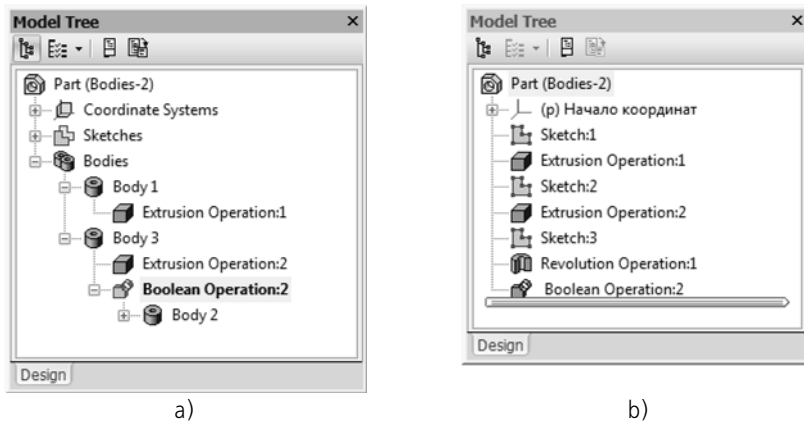 Model Tree
Part (Bodies-2)
Coordinate Systems
Sketches
Bodies
Body 1
Extrusion Operation:1
Body 3
Extrusion Operation:2
Boolean Operation:2
Body 2
Design
a)
Model Tree
Part (Bodies-2)
(р) Начало координат
Sketch:1
Extrusion Operation:1
Sketch:2
Extrusion Operation:2
Sketch:3
Revolution Operation:1
Boolean Operation:2
Design
b)